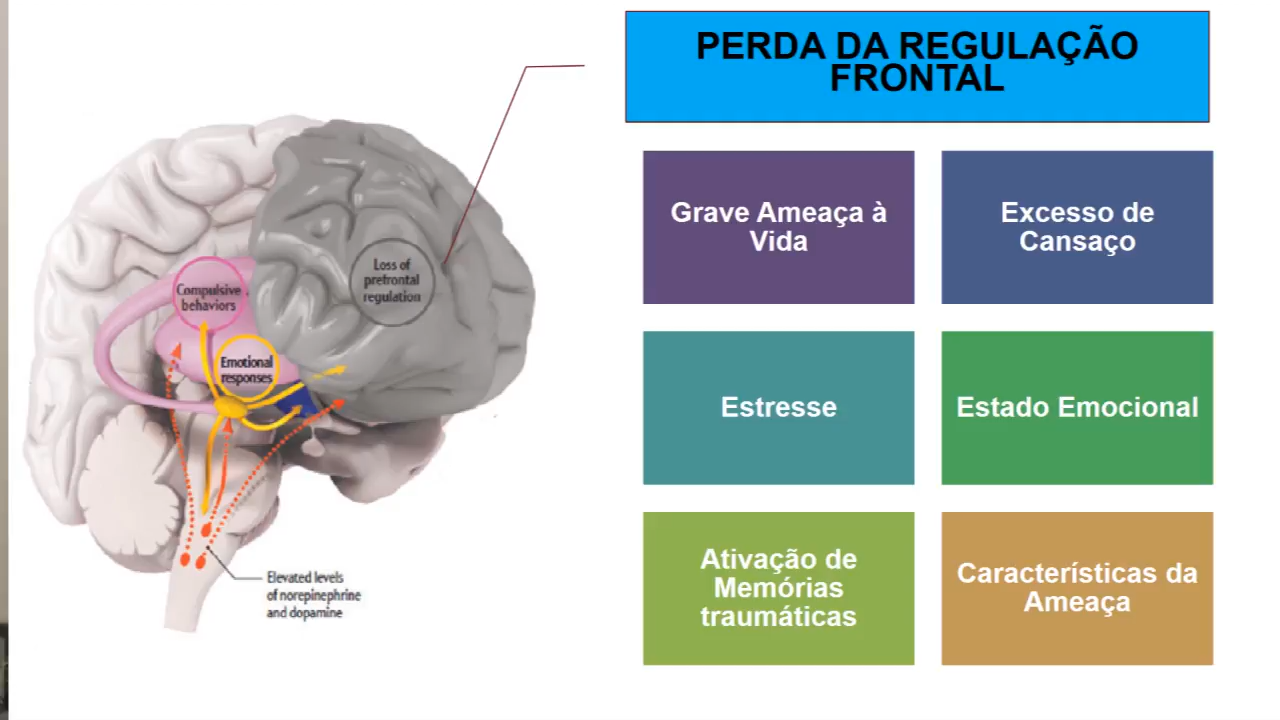 PERDA DA REGULAÇÃO
FRONTAL
Grave Ameaça à
Vida
Excesso de
Cansaço
Loss of
prefrontal
regulation
Compulsive
behaviors
Emotional
responses
Estresse
Estado Emocional
Ativação de
Memórias
traumáticas
Características da
Ameaça
Elevated levels
of norepinephrine
and dopamine